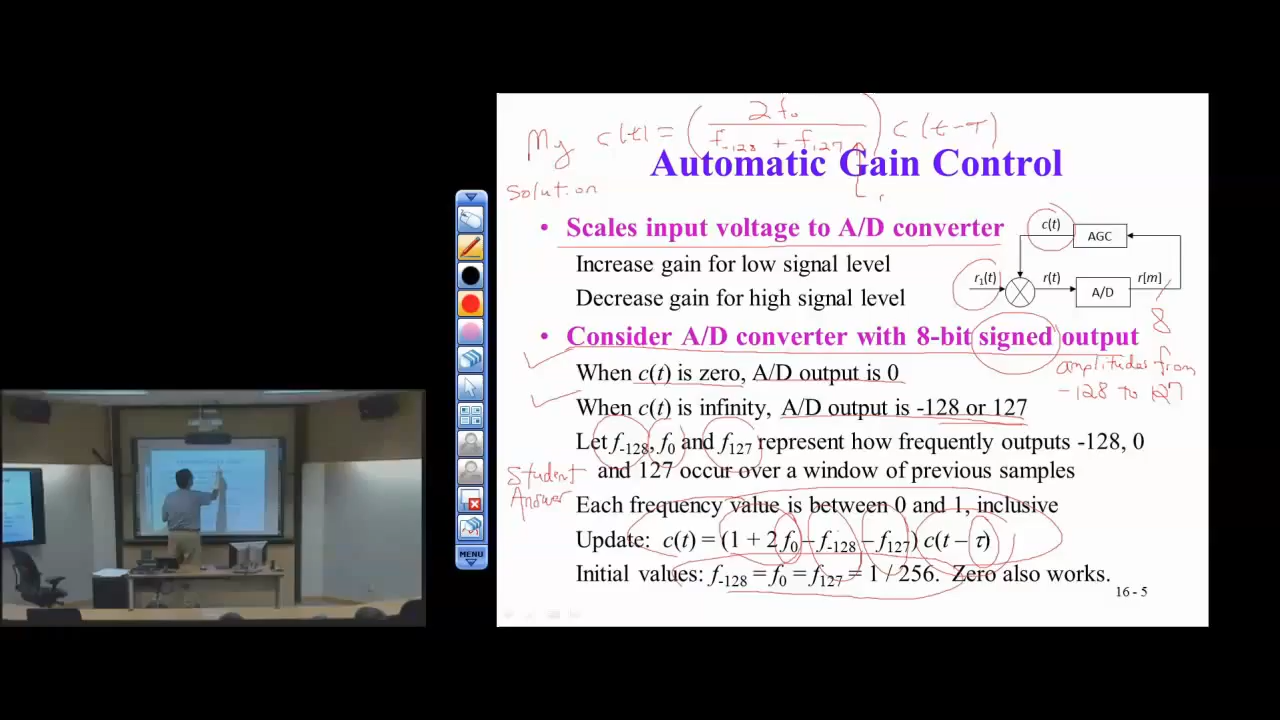 My c(t) = ( 2 f₀ / f₋₁₂₈ + f₁₂₇ ) c (t-τ)
Automatic Gain Control
solution
• Scales input voltage to A/D converter
Increase gain for low signal level
Decrease gain for high signal level
c(t)
AGC
r₁(t)
r(t)
A/D
r[m]
8
• Consider A/D converter with 8-bit signed output
When c(t) is zero, A/D output is 0
amplitudes from
-128 to 127
When c(t) is infinity, A/D output is -128 or 127
Let f₋₁₂₈, f₀ and f₁₂₇ represent how frequently outputs -128, 0
and 127 occur over a window of previous samples
Student
Answer
Each frequency value is between 0 and 1, inclusive
Update: c(t) = (1 + 2 f₀ – f₋₁₂₈ – f₁₂₇) c(t – τ)
Initial values: f₋₁₂₈ = f₀ = f₁₂₇ = 1 / 256. Zero also works.
16 - 5
MENU